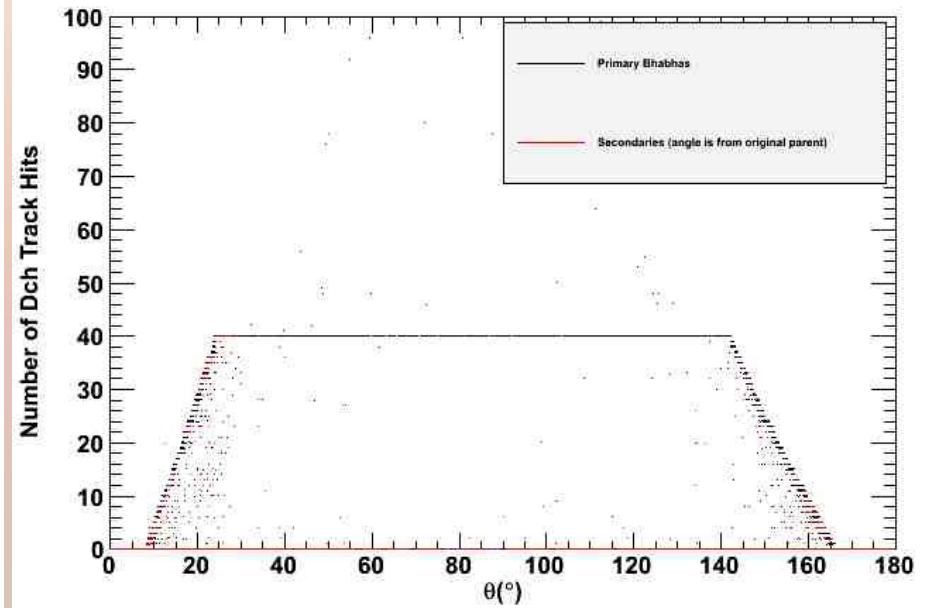 100
90
80
70
60
50
40
30
20
10
0
Number of Dch Track Hits
Primary Bhabhas
Secondaries (angle is from original parent)
0 20 40 60 80 100 120 140 160 180
θ(°)